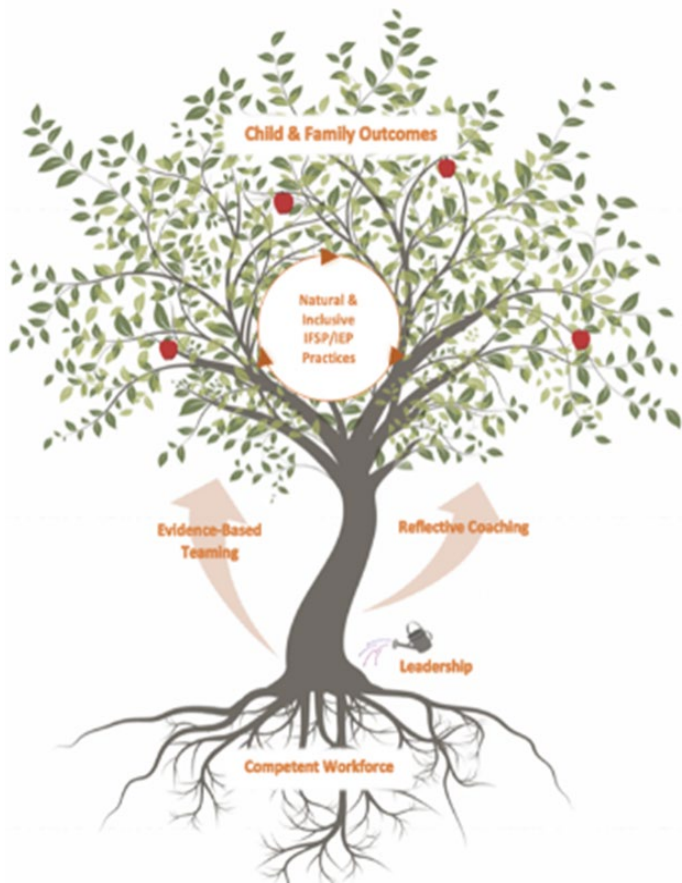 Child & Family Outcomes
Natural &
Inclusive
IFSP/IEP
Practices
Evidence-Based
Teaming
Reflective Coaching
Leadership
Competent Workforce